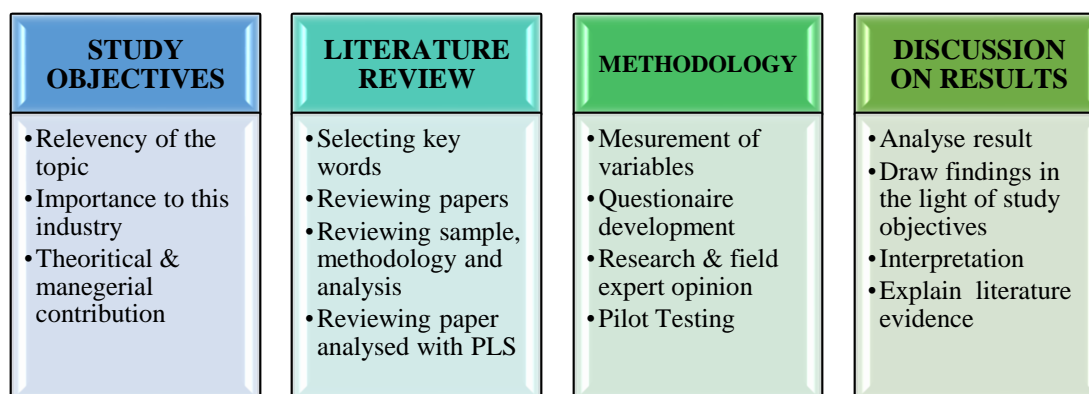 STUDY
OBJECTIVES
•Relevency of the
topic
•Importance to this
industry
•Theoritical &
manegerial
contribution
LITERATURE
REVIEW
•Selecting key
words
•Reviewing papers
•Reviewing sample,
methodology and
analysis
•Reviewing paper
analysed with PLS
METHODOLOGY
•Mesurement of
variables
•Questionaire
development
•Research & field
expert opinion
•Pilot Testing
DISCUSSION
ON RESULTS
•Analyse result
•Draw findings in
the light of study
objectives
•Interpretation
•Explain literature
evidence